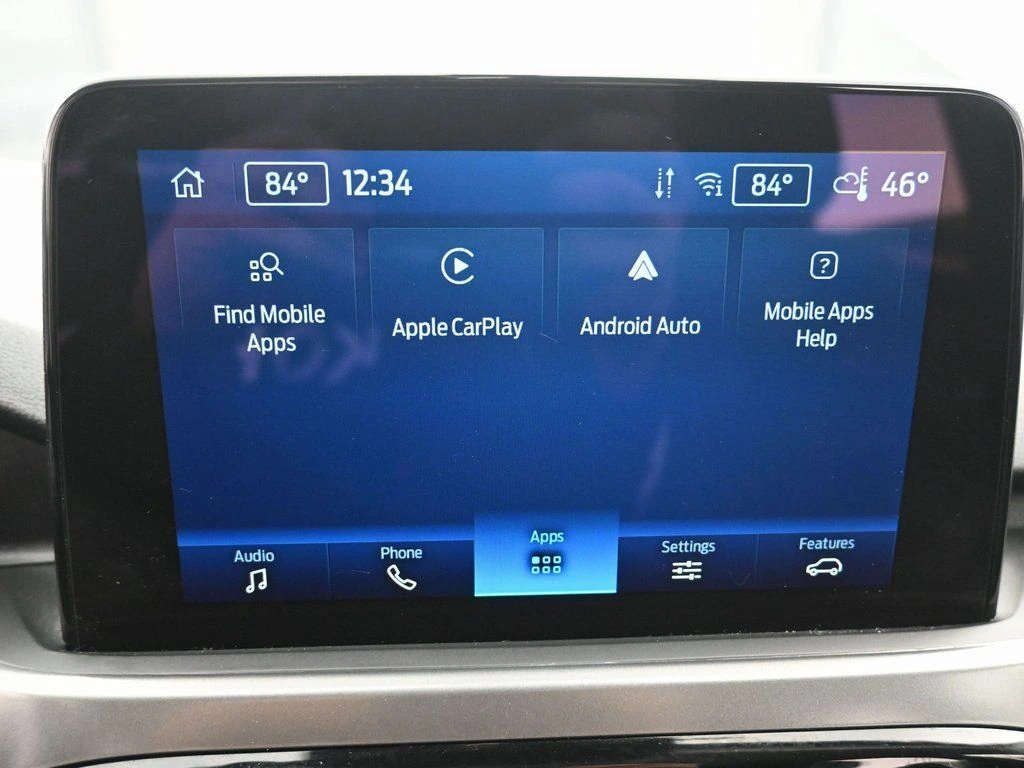 84° 12:34 84° 46°
Find Mobile
Apps
Apple CarPlay
Android Auto
Mobile Apps
Help
Audio
Phone
Apps
Settings
Features